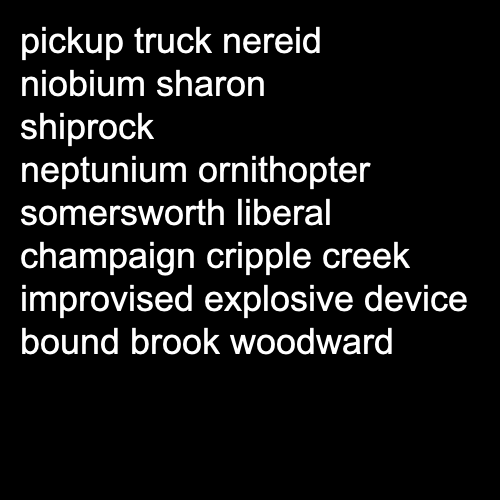 pickup truck nereid
niobium sharon
shiprock
neptunium ornithopter
somersworth liberal
champaign cripple creek
improvised explosive device
bound brook woodward